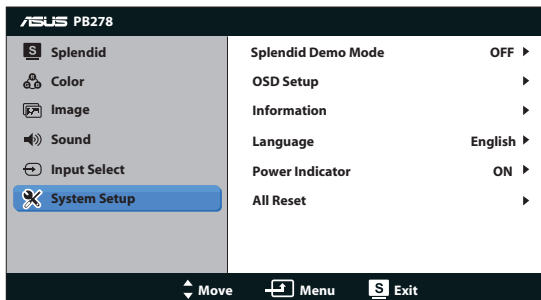 ASUS PB278
S Splendid
Color
Image
Sound
Input Select
System Setup
Splendid Demo Mode OFF
OSD Setup
Information
Language English
Power Indicator ON
All Reset
Move Menu S Exit